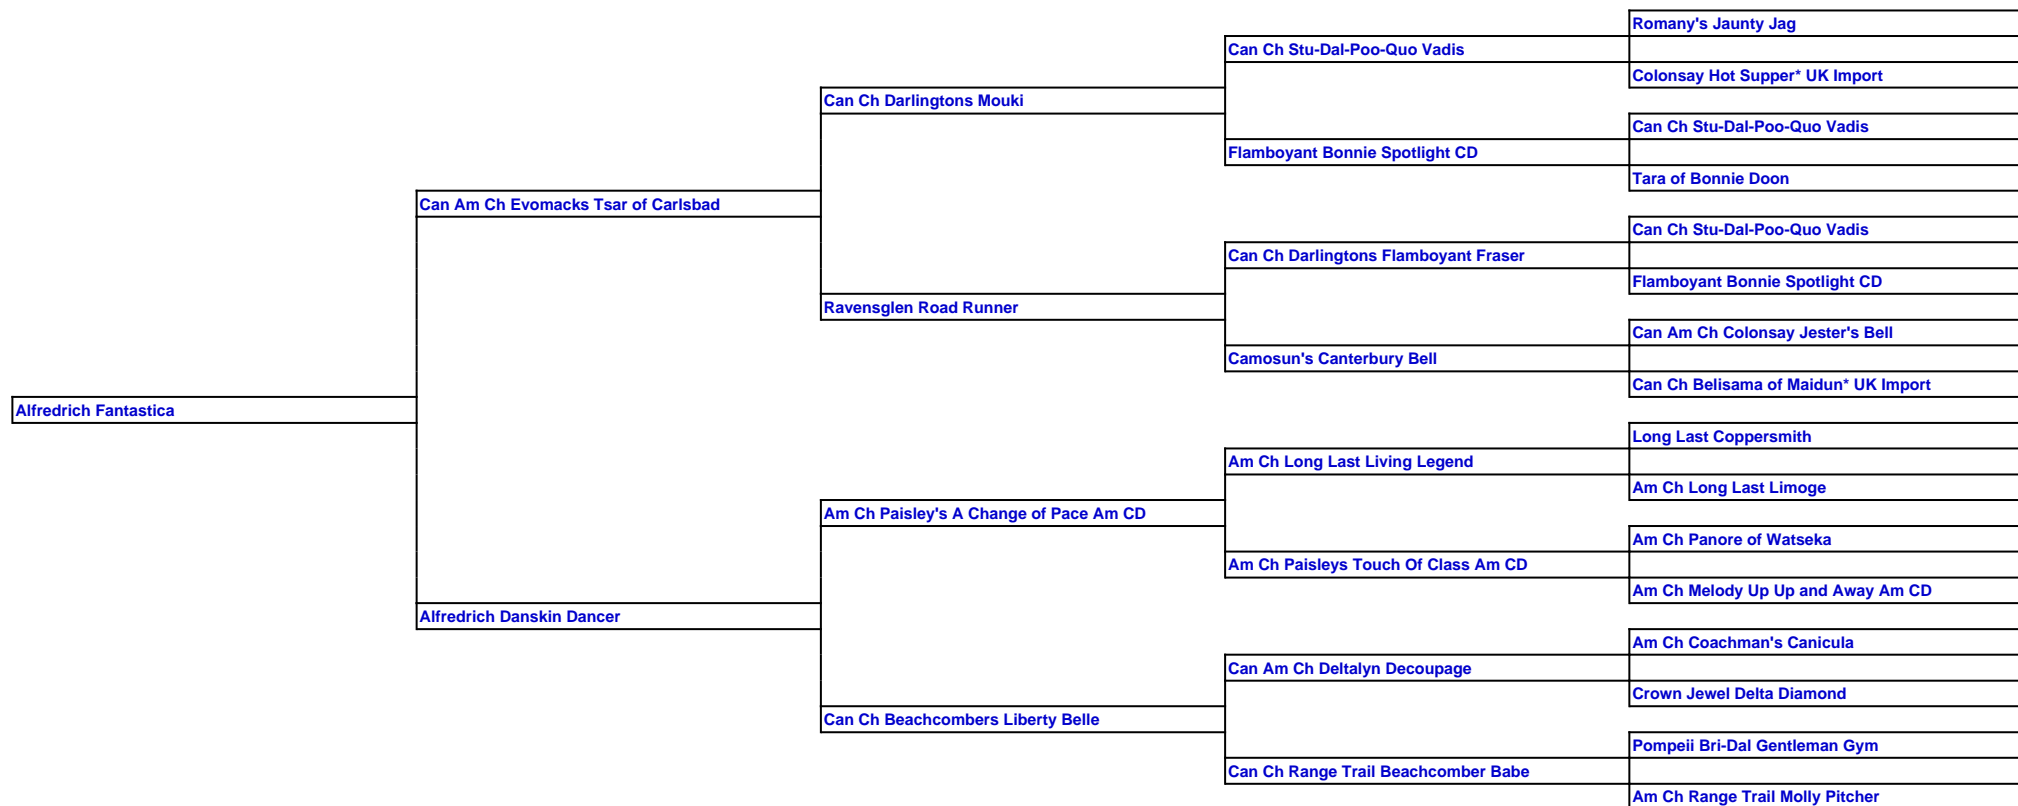 Romany's Jaunty Jag
Can Ch Stu-Dal-Poo-Quo Vadis
Colonsay Hot Supper* UK Import
Can Ch Darlingtons Mouki
Can Ch Stu-Dal-Poo-Quo Vadis
Flamboyant Bonnie Spotlight CD
Tara of Bonnie Doon
Can Am Ch Evomacks Tsar of Carlsbad
Can Ch Stu-Dal-Poo-Quo Vadis
Can Ch Darlingtons Flamboyant Fraser
Flamboyant Bonnie Spotlight CD
Ravensglen Road Runner
Can Am Ch Colonsay Jester's Bell
Camosun's Canterbury Bell
Can Ch Belisama of Maidun* UK Import
Alfredrich Fantastica
Long Last Coppersmith
Am Ch Long Last Living Legend
Am Ch Long Last Limoge
Am Ch Paisley's A Change of Pace Am CD
Am Ch Panore of Watseka
Am Ch Paisleys Touch Of Class Am CD
Am Ch Melody Up Up and Away Am CD
Alfredrich Danskin Dancer
Am Ch Coachman's Canicula
Can Am Ch Deltalyn Decoupage
Crown Jewel Delta Diamond
Can Ch Beachcombers Liberty Belle
Pompeii Bri-Dal Gentleman Gym
Can Ch Range Trail Beachcomber Babe
Am Ch Range Trail Molly Pitcher